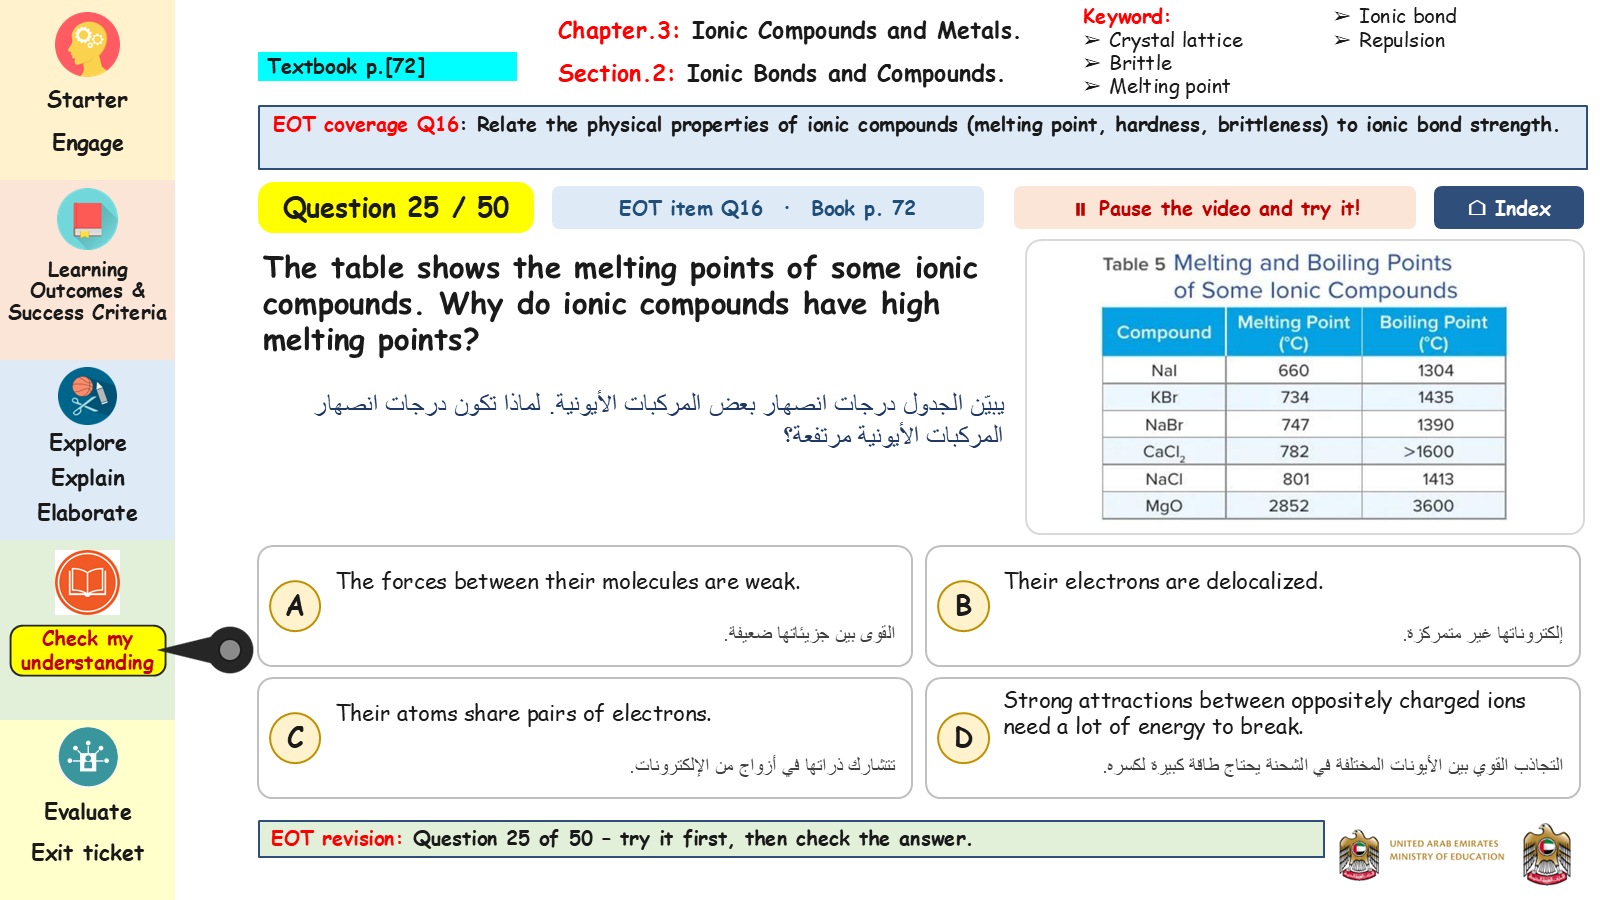 Starter
Engage
Learning
Outcomes &
Success Criteria
Explore
Explain
Elaborate
Check my
understanding
Evaluate
Exit ticket
Textbook p.[72]
Chapter.3: Ionic Compounds and Metals.
Section.2: Ionic Bonds and Compounds.
Keyword:
➢ Crystal lattice
➢ Brittle
➢ Melting point
➢ Ionic bond
➢ Repulsion
EOT coverage Q16: Relate the physical properties of ionic compounds (melting point, hardness, brittleness) to ionic bond strength.
Question 25 / 50
EOT item Q16 · Book p. 72
⏸ Pause the video and try it!
⌂ Index
The table shows the melting points of some ionic
compounds. Why do ionic compounds have high
melting points?
يبيّن الجدول درجات انصهار بعض المركبات الأيونية. لماذا تكون درجات انصهار
المركبات الأيونية مرتفعة؟
Table 5 Melting and Boiling Points
of Some Ionic Compounds
Compound Melting Point (°C) Boiling Point (°C)
NaI 660 1304
KBr 734 1435
NaBr 747 1390
CaCl₂ 782 >1600
NaCl 801 1413
MgO 2852 3600
A The forces between their molecules are weak.
القوى بين جزيئاتها ضعيفة.
B Their electrons are delocalized.
إلكتروناتها غير متمركزة.
C Their atoms share pairs of electrons.
تتشارك ذراتها في أزواج من الإلكترونات.
D Strong attractions between oppositely charged ions
need a lot of energy to break.
التجاذب القوي بين الأيونات المختلفة في الشحنة يحتاج طاقة كبيرة لكسره.
EOT revision: Question 25 of 50 – try it first, then check the answer.
UNITED ARAB EMIRATES
MINISTRY OF EDUCATION